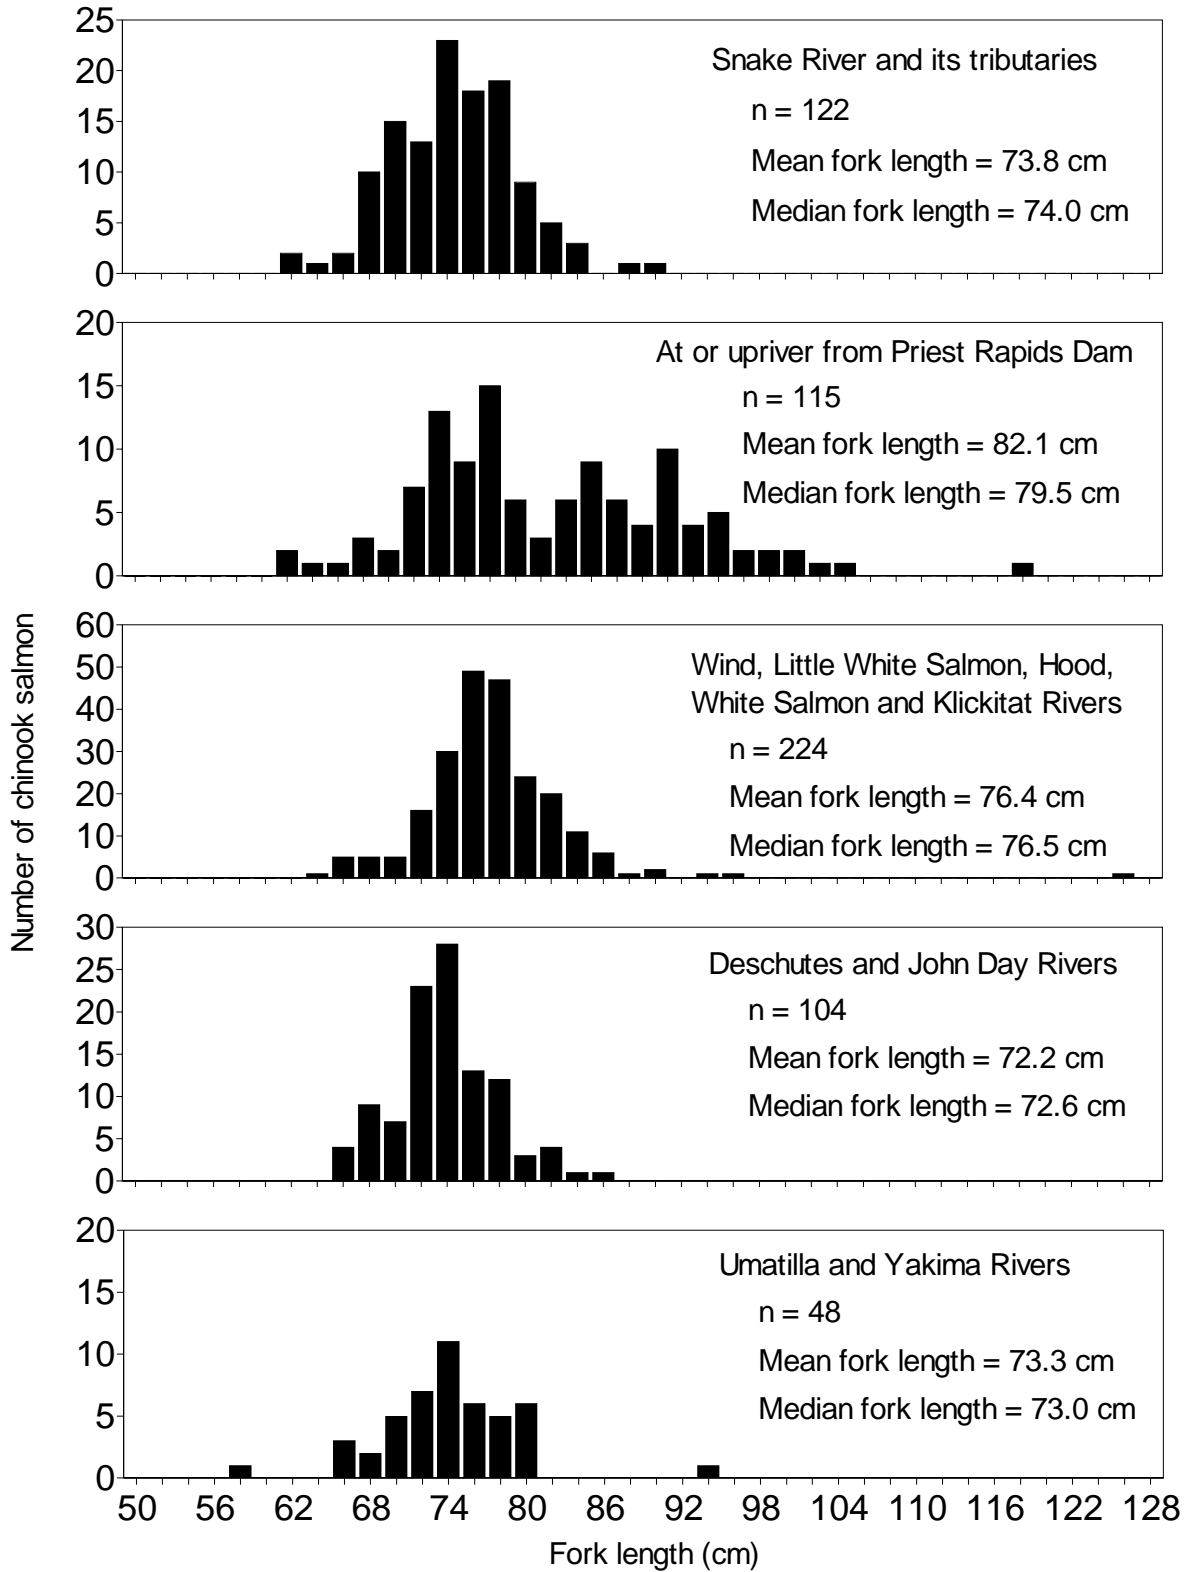 25
20
15
10
5
0
Snake River and its tributaries
n = 122
Mean fork length = 73.8 cm
Median fork length = 74.0 cm
20
15
10
5
0
At or upriver from Priest Rapids Dam
n = 115
Mean fork length = 82.1 cm
Median fork length = 79.5 cm
Number of chinook salmon
60
50
40
30
20
10
0
Wind, Little White Salmon, Hood,
White Salmon and Klickitat Rivers
n = 224
Mean fork length = 76.4 cm
Median fork length = 76.5 cm
30
25
20
15
10
5
0
Deschutes and John Day Rivers
n = 104
Mean fork length = 72.2 cm
Median fork length = 72.6 cm
20
15
10
5
0
Umatilla and Yakima Rivers
n = 48
Mean fork length = 73.3 cm
Median fork length = 73.0 cm
50 56 62 68 74 80 86 92 98 104 110 116 122 128
Fork length (cm)